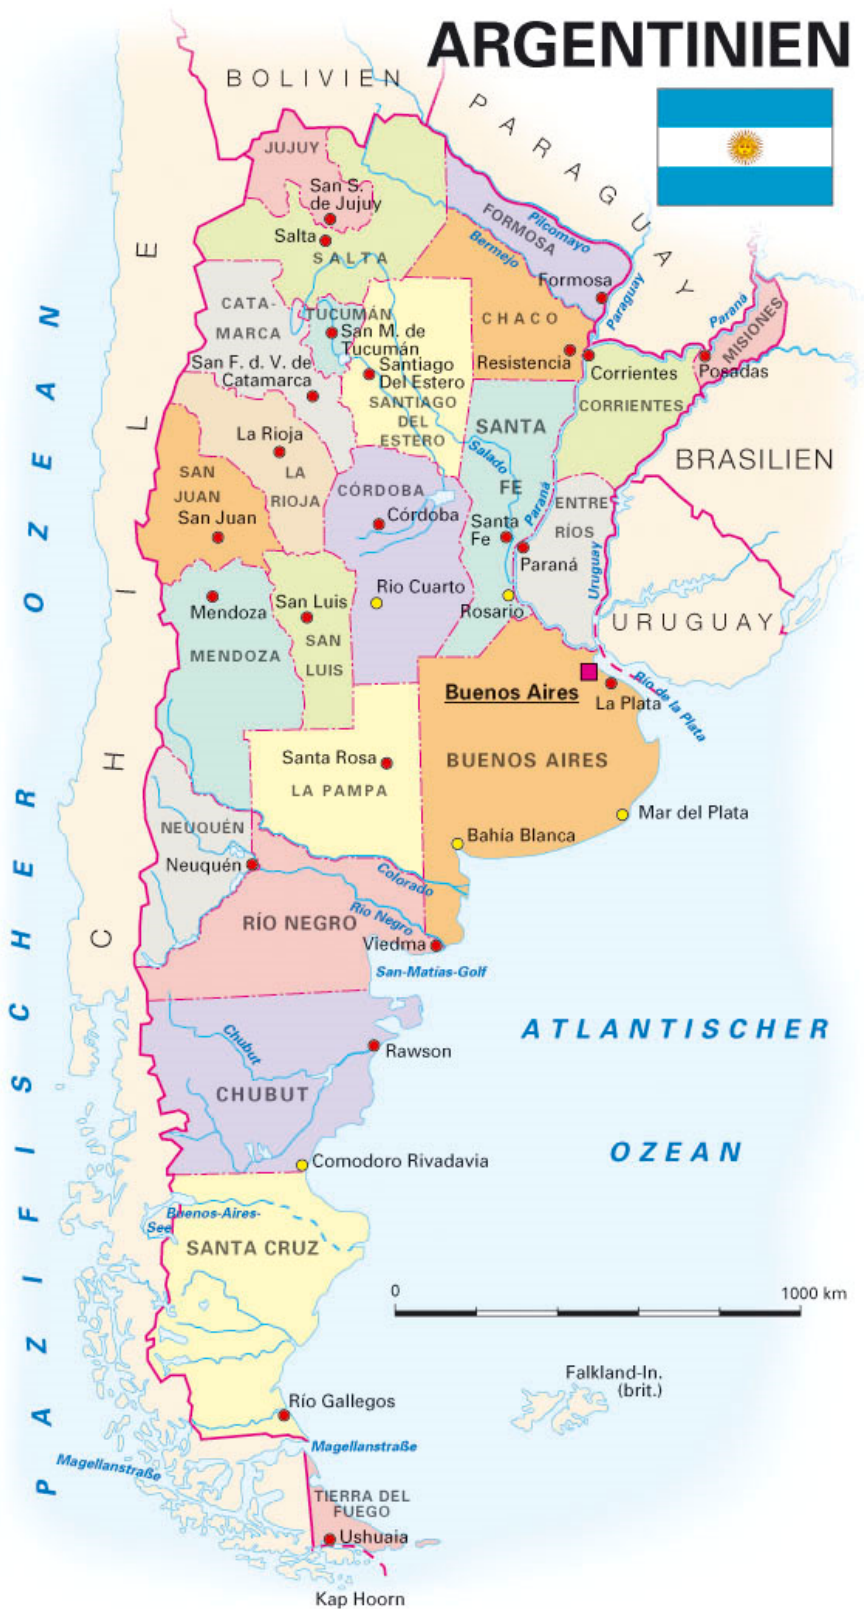 ARGENTINIEN
BOLIVIEN
PARAGUAY
JUJUY
San S.
de Jujuy
Salta
SALTA
FORMOSA
Pilcomayo
Bermejo
Formosa
Paraguay
CHILE
PAZIFISCHER OZEAN
CATA-
MARCA
TUCUMÁN
San M. de
Tucumán
CHACO
Resistencia
Corrientes
CORRIENTES
Paraná
MISIONES
Posadas
San F. d. V. de
Catamarca
Santiago
Del Estero
SANTIAGO
DEL
ESTERO
La Rioja
LA
RIOJA
SANTA
FE
Salado
BRASILIEN
SAN
JUAN
San Juan
CÓRDOBA
Córdoba
Santa
Fe
Paraná
ENTRE
RÍOS
Paraná
Uruguay
Mendoza
MENDOZA
San Luis
SAN
LUIS
Rio Cuarto
Rosario
URUGUAY
Buenos Aires
La Plata
Río de la Plata
BUENOS AIRES
Santa Rosa
LA PAMPA
Mar del Plata
Bahía Blanca
NEUQUÉN
Neuquén
Colorado
RÍO NEGRO
Rio Negro
Viedma
San-Matías-Golf
ATLANTISCHER
OZEAN
Chubut
Rawson
CHUBUT
Comodoro Rivadavia
Buenos-Aires-
See
SANTA CRUZ
0
1000 km
Falkland-In.
(brit.)
Río Gallegos
Magellanstraße
Magellanstraße
TIERRA DEL
FUEGO
Ushuaia
Kap Hoorn